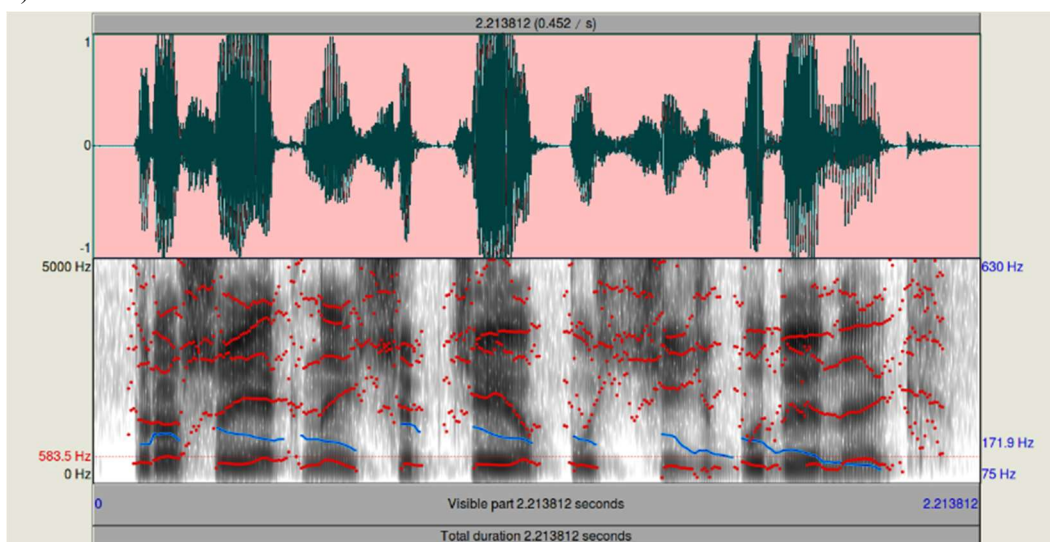 2.213812 (0.452 / s)
1
0
-1
5000 Hz
630 Hz
583.5 Hz
171.9 Hz
0 Hz
75 Hz
0
Visible part 2.213812 seconds
2.213812
Total duration 2.213812 seconds